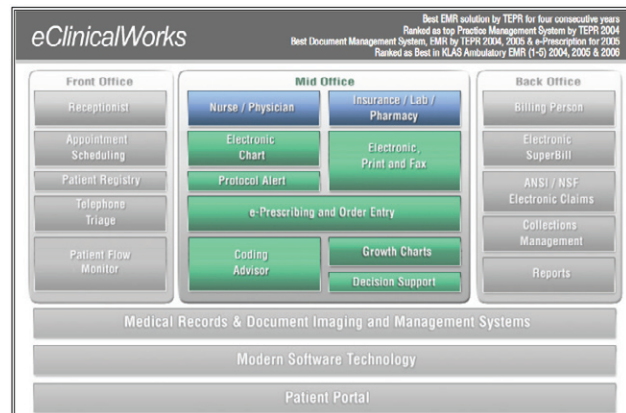 eClinicalWorks
Best EMR solution by TEPR for four consecutive years
Ranked as top Practice Management System by TEPR 2004
Best Document Management System, EMR by TEPR 2004, 2005 & e-Prescription for 2005
Ranked as Best in KLAS Ambulatory EMR (1-5) 2004, 2005 & 2006
Front Office
Receptionist
Appointment
Scheduling
Patient Registry
Telephone
Triage
Patient Flow
Monitor
Mid Office
Nurse / Physician
Insurance / Lab /
Pharmacy
Electronic
Chart
Electronic,
Print and Fax
Protocol Alert
e-Prescribing and Order Entry
Coding
Advisor
Growth Charts
Decision Support
Back Office
Billing Person
Electronic
SuperBill
ANSI / NSF
Electronic Claims
Collections
Management
Reports
Medical Records & Document Imaging and Management Systems
Modern Software Technology
Patient Portal